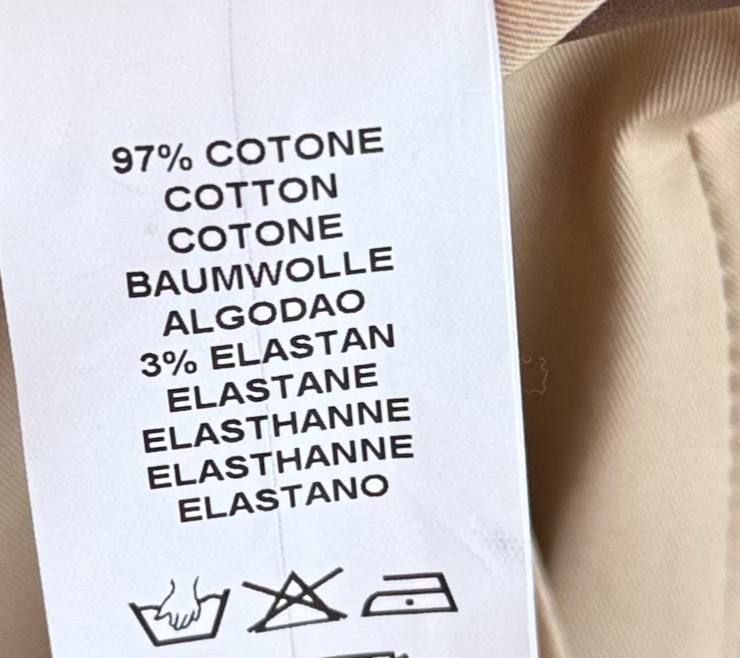 97% COTONE
COTTON
COTONE
BAUMWOLLE
ALGODAO
3% ELASTAN
ELASTANE
ELASTHANNE
ELASTHANNE
ELASTANO